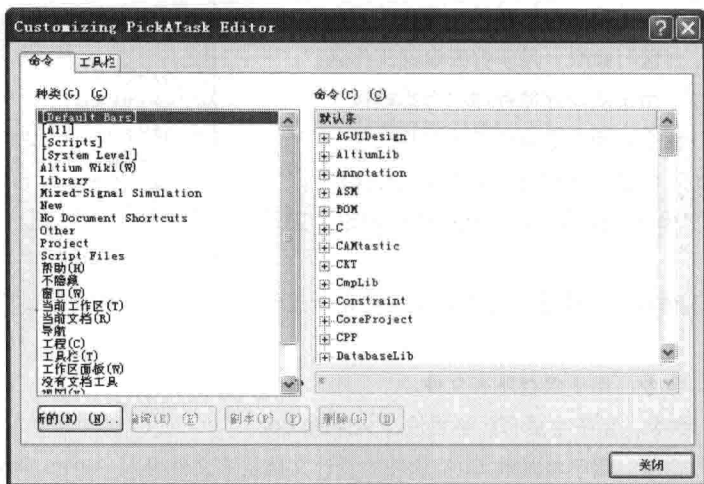 Customizing PickATask Editor
命令 工具栏
种类(G) (G)
[Default Bars]
[All]
[Scripts]
[System Level]
Altium Wiki(W)
Library
Mixed-Signal Simulation
New
No Document Shortcuts
Other
Project
Script Files
帮助(H)
不隐藏
窗口(W)
当前工作区(T)
当前文档(R)
导航
工程(C)
工具栏(T)
工作区面板(W)
没有文档工具
命令(C) (C)
默认条
AGUIDesign
AltiumLib
Annotation
ASM
BOM
C
CAMtastic
CKT
CmpLib
Constraint
CoreProject
CPF
DatabaseLib
*
新的(N) (N)... 编辑(E) (E)... 副本(P) (P) 删除(L) (D)
关闭